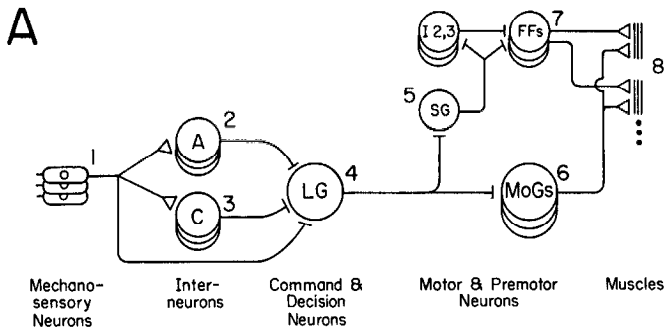 A
I 2,3
FFs
7
8
5
SG
2
A
1
LG
4
MoGs
6
C
3
Mechano-
sensory
Neurons
Inter-
neurons
Command &
Decision
Neurons
Motor & Premotor
Neurons
Muscles